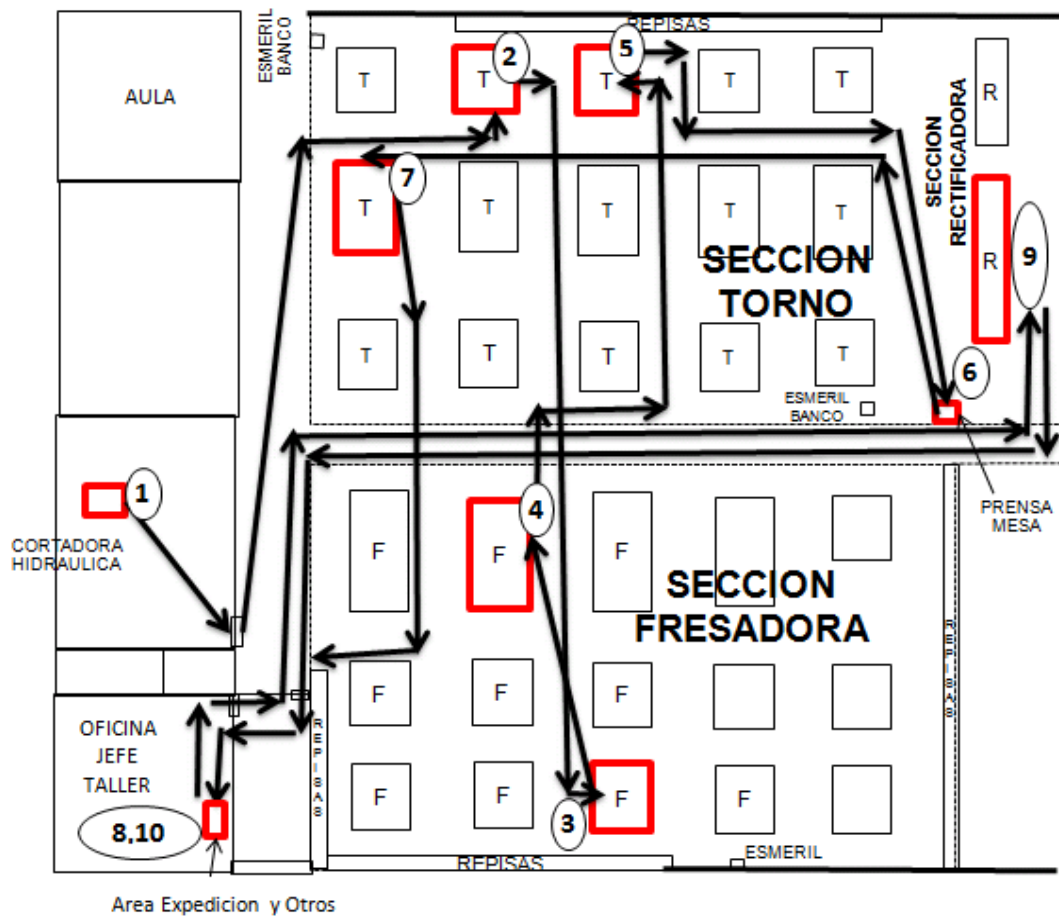 REPISAS
ESMERIL
BANCO
2
5
T
T
T
T
T
R
AULA
SECCION
RECTIFICADORA
7
T
T
T
T
T
R
9
SECCION
TORNO
T
T
T
T
T
6
ESMERIL
BANCO
1
4
PRENSA
MESA
CORTADORA
HIDRAULICA
F
F
F
SECCION
FRESADORA
REPISAS
F
F
F
OFICINA
JEFE
TALLER
REPISAS
F
F
F
F
8,10
3
ESMERIL
REPISAS
Area Expedicion y Otros